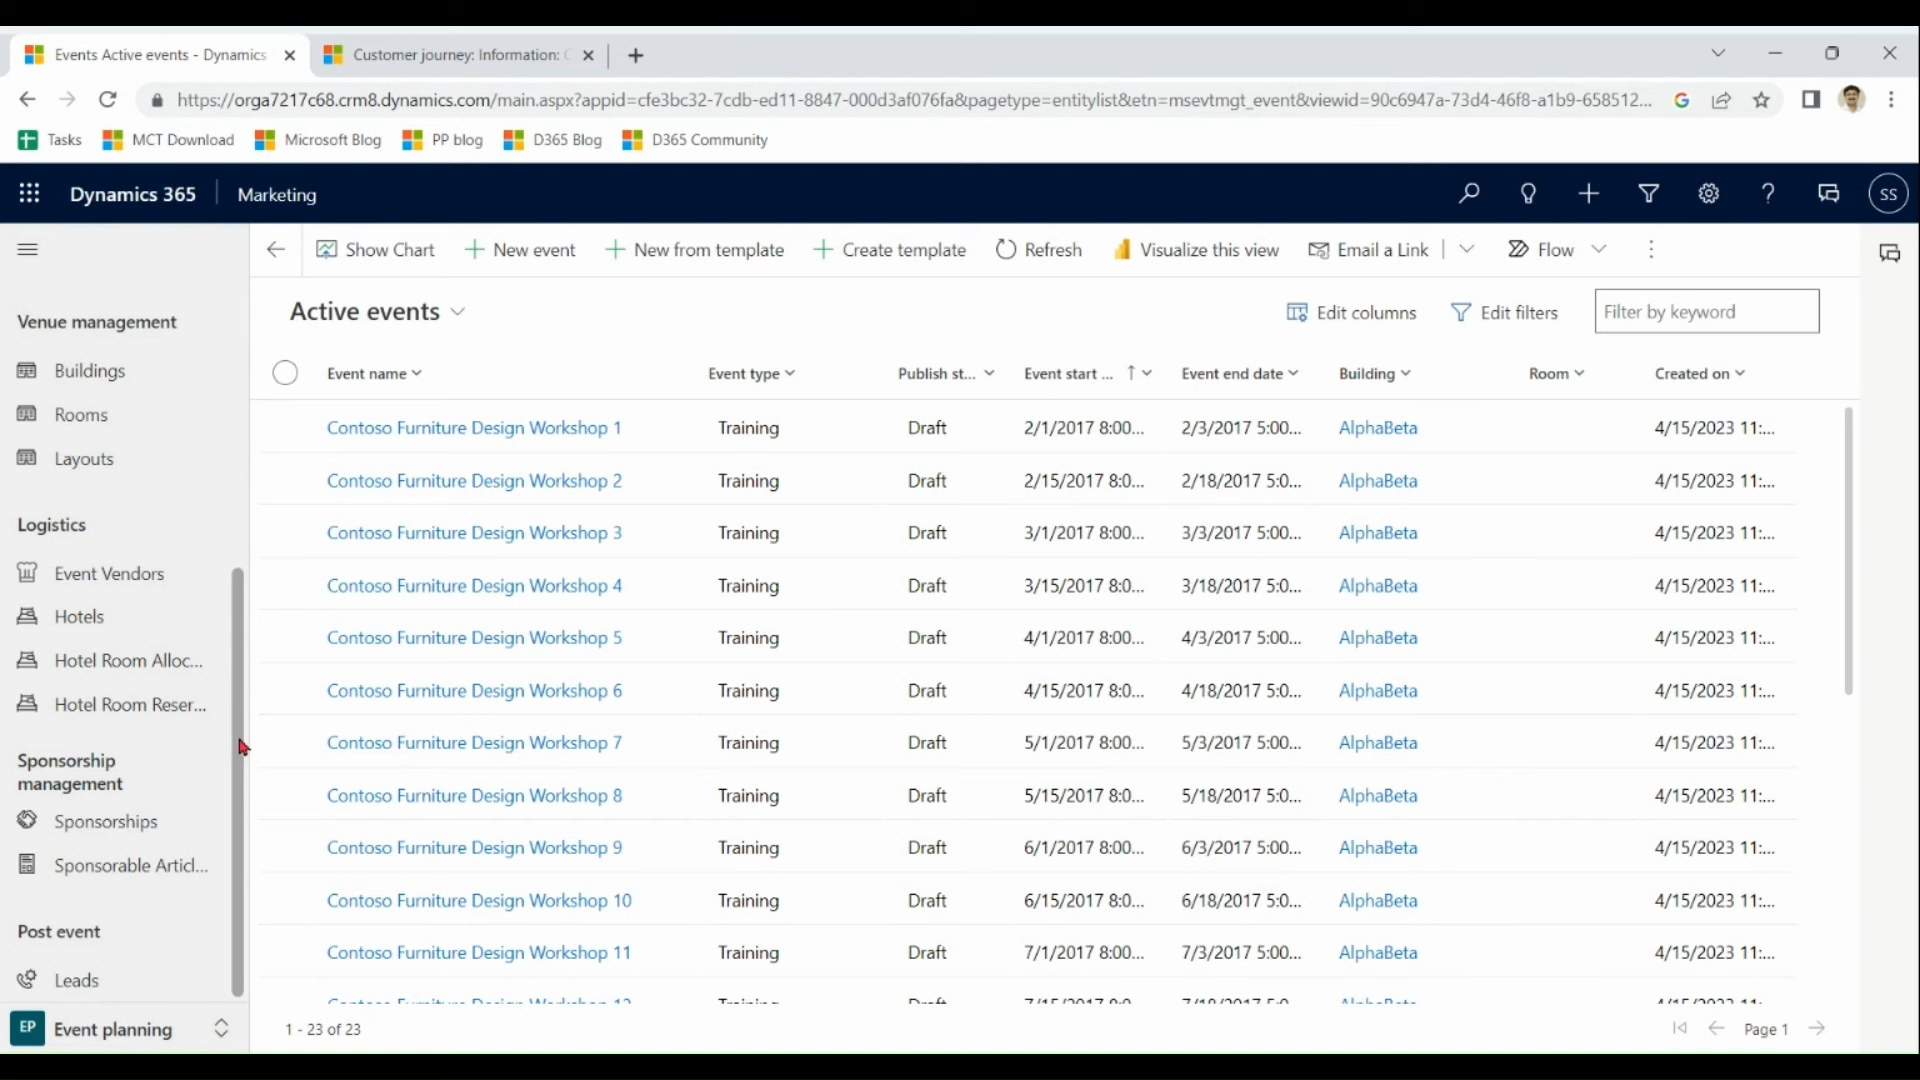 Events Active events - Dynamics
Customer journey: Information:
https://orga7217c68.crm8.dynamics.com/main.aspx?appid=cfe3bc32-7cdb-ed11-8847-000d3af076fa&pagetype=entitylist&etn=msevtmgt_event&viewid=90c6947a-73d4-46f8-a1b9-658512...
Tasks MCT Download Microsoft Blog PP blog D365 Blog D365 Community
Dynamics 365 Marketing SS
Show Chart New event New from template Create template Refresh Visualize this view Email a Link Flow
Active events Edit columns Edit filters Filter by keyword
Event name Event type Publish st... Event start ... Event end date Building Room Created on
Contoso Furniture Design Workshop 1 Training Draft 2/1/2017 8:00... 2/3/2017 5:00... AlphaBeta 4/15/2023 11:...
Contoso Furniture Design Workshop 2 Training Draft 2/15/2017 8:0... 2/18/2017 5:0... AlphaBeta 4/15/2023 11:...
Contoso Furniture Design Workshop 3 Training Draft 3/1/2017 8:00... 3/3/2017 5:00... AlphaBeta 4/15/2023 11:...
Contoso Furniture Design Workshop 4 Training Draft 3/15/2017 8:0... 3/18/2017 5:0... AlphaBeta 4/15/2023 11:...
Contoso Furniture Design Workshop 5 Training Draft 4/1/2017 8:00... 4/3/2017 5:00... AlphaBeta 4/15/2023 11:...
Contoso Furniture Design Workshop 6 Training Draft 4/15/2017 8:0... 4/18/2017 5:0... AlphaBeta 4/15/2023 11:...
Contoso Furniture Design Workshop 7 Training Draft 5/1/2017 8:00... 5/3/2017 5:00... AlphaBeta 4/15/2023 11:...
Contoso Furniture Design Workshop 8 Training Draft 5/15/2017 8:0... 5/18/2017 5:0... AlphaBeta 4/15/2023 11:...
Contoso Furniture Design Workshop 9 Training Draft 6/1/2017 8:00... 6/3/2017 5:00... AlphaBeta 4/15/2023 11:...
Contoso Furniture Design Workshop 10 Training Draft 6/15/2017 8:0... 6/18/2017 5:0... AlphaBeta 4/15/2023 11:...
Contoso Furniture Design Workshop 11 Training Draft 7/1/2017 8:00... 7/3/2017 5:00... AlphaBeta 4/15/2023 11:...
1 - 23 of 23 Page 1
Venue management
Buildings
Rooms
Layouts
Logistics
Event Vendors
Hotels
Hotel Room Alloc...
Hotel Room Reser...
Sponsorship
management
Sponsorships
Sponsorable Articl...
Post event
Leads
EP Event planning